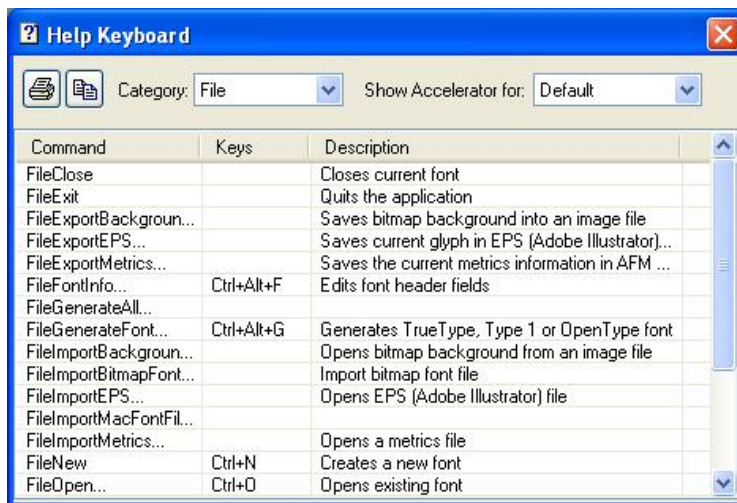 Help Keyboard
Category: File Show Accelerator for: Default
Command Keys Description
FileClose Closes current font
FileExit Quits the application
FileExportBackgroun... Saves bitmap background into an image file
FileExportEPS... Saves current glyph in EPS (Adobe Illustrator)...
FileExportMetrics... Saves the current metrics information in AFM ...
FileFontInfo... Ctrl+Alt+F Edits font header fields
FileGenerateAll...
FileGenerateFont... Ctrl+Alt+G Generates TrueType, Type 1 or OpenType font
FileImportBackgroun... Opens bitmap background from an image file
FileImportBitmapFont... Import bitmap font file
FileImportEPS... Opens EPS (Adobe Illustrator) file
FileImportMacFontFil...
FileImportMetrics... Opens a metrics file
FileNew Ctrl+N Creates a new font
FileOpen... Ctrl+O Opens existing font